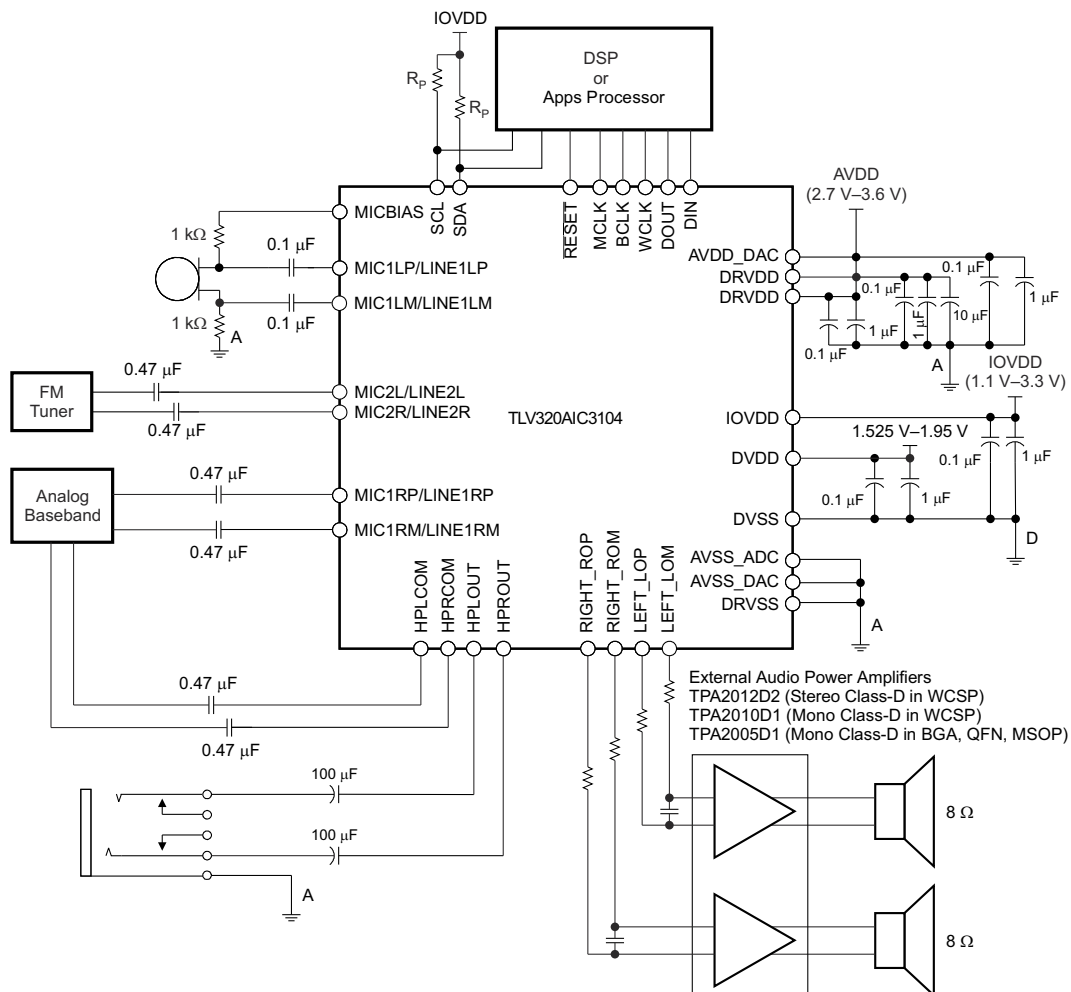 IOVDD
R_P
R_P
DSP
or
Apps Processor
AVDD
(2.7 V–3.6 V)
MICBIAS
SCL
SDA
RESET
MCLK
BCLK
WCLK
DOUT
DIN
1 kΩ
0.1 μF
MIC1LP/LINE1LP
MIC1LM/LINE1LM
1 kΩ
0.1 μF
A
AVDD_DAC
DRVDD
DRVDD
0.1 μF
1 μF
0.1 μF
1 μF
10 μF
0.1 μF
1 μF
A
IOVDD
(1.1 V–3.3 V)
FM
Tuner
0.47 μF
0.47 μF
MIC2L/LINE2L
MIC2R/LINE2R
TLV320AIC3104
IOVDD
1.525 V–1.95 V
DVDD
0.1 μF
1 μF
0.1 μF
1 μF
DVSS
D
Analog
Baseband
0.47 μF
0.47 μF
MIC1RP/LINE1RP
MIC1RM/LINE1RM
AVSS_ADC
AVSS_DAC
DRVSS
A
HPLCOM
HPRCOM
HPLOUT
HPROUT
RIGHT_ROP
RIGHT_ROM
LEFT_LOP
LEFT_LOM
0.47 μF
0.47 μF
External Audio Power Amplifiers
TPA2012D2 (Stereo Class-D in WCSP)
TPA2010D1 (Mono Class-D in WCSP)
TPA2005D1 (Mono Class-D in BGA, QFN, MSOP)
100 μF
100 μF
A
8 Ω
8 Ω